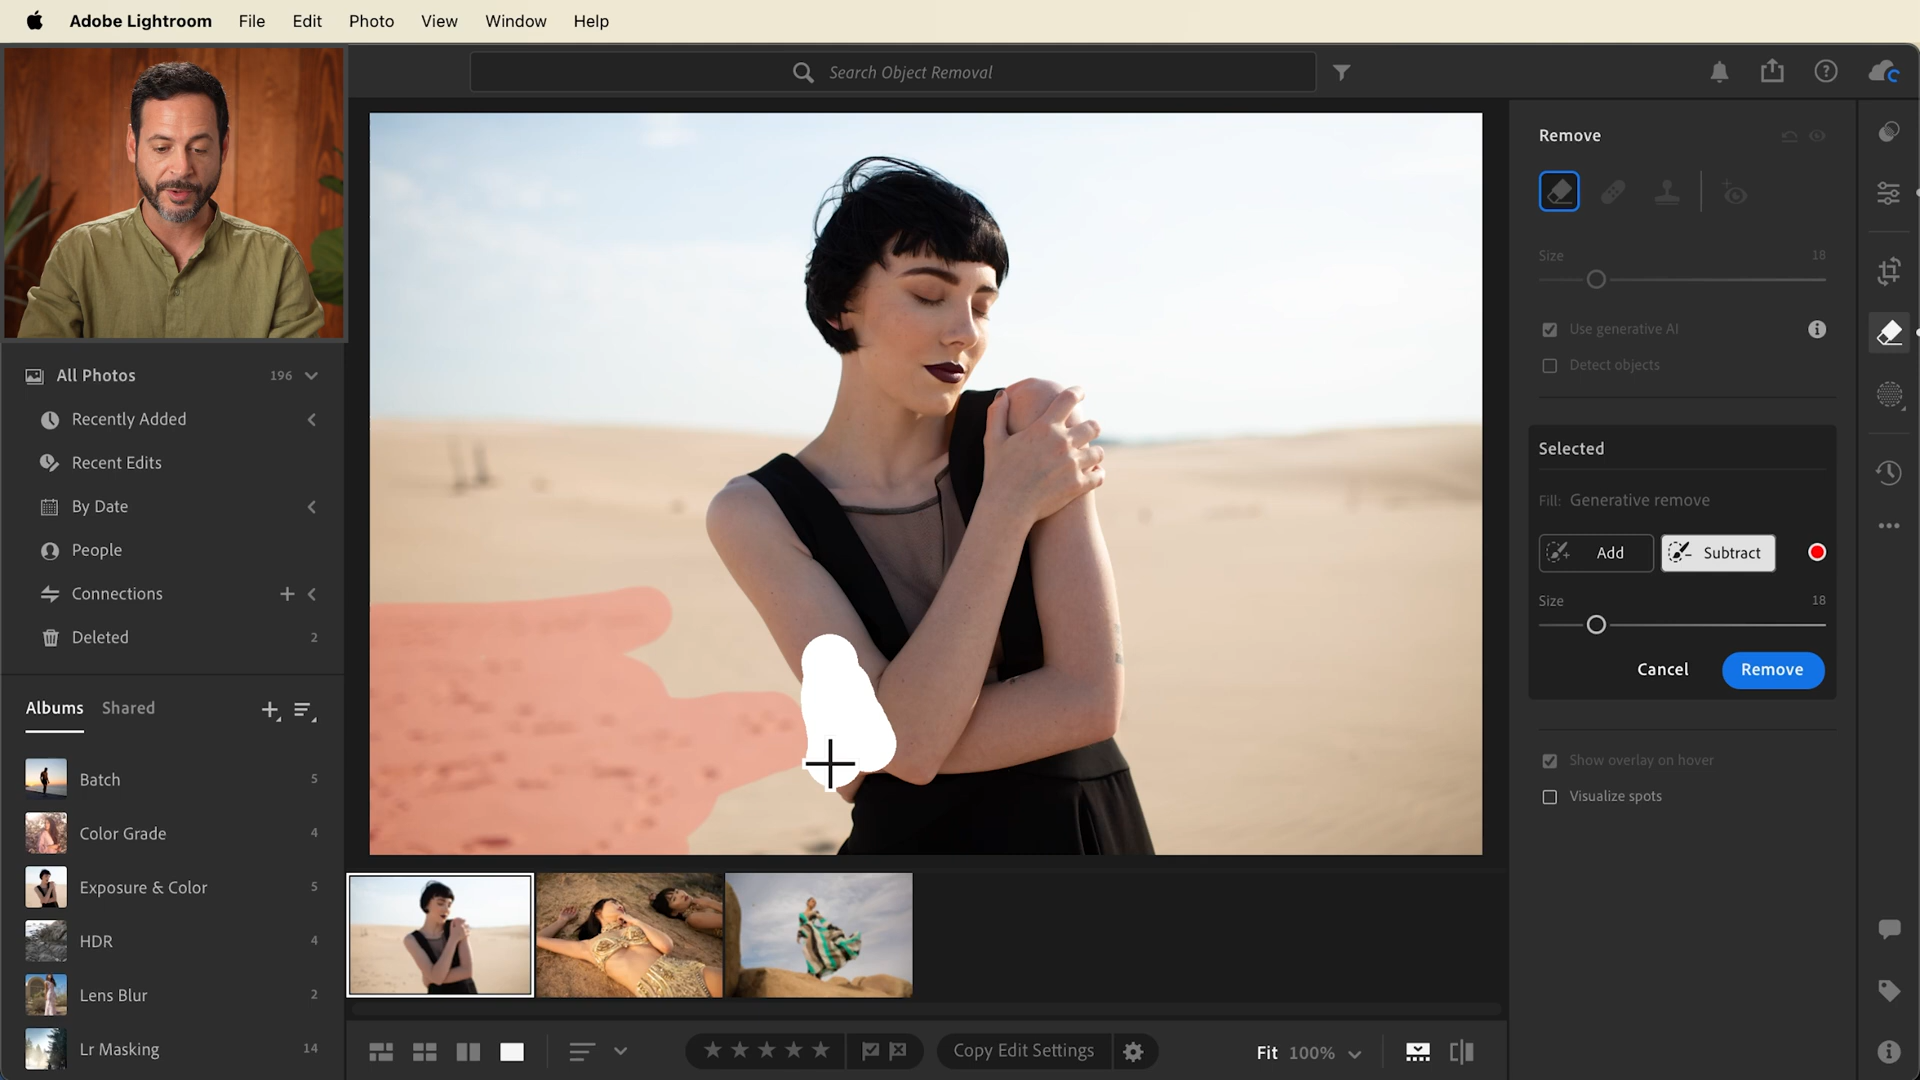 Adobe Lightroom File Edit Photo View Window Help
Search Object Removal
All Photos 196
Recently Added
Recent Edits
By Date
People
Connections
Deleted 2
Albums Shared
Batch 5
Color Grade 4
Exposure & Color 5
HDR 4
Lens Blur 2
Lr Masking 14
Copy Edit Settings
Fit 100%
Remove
Size 18
Use generative AI
Detect objects
Selected
Fill: Generative remove
Add Subtract
Size 18
Cancel Remove
Show overlay on hover
Visualize spots